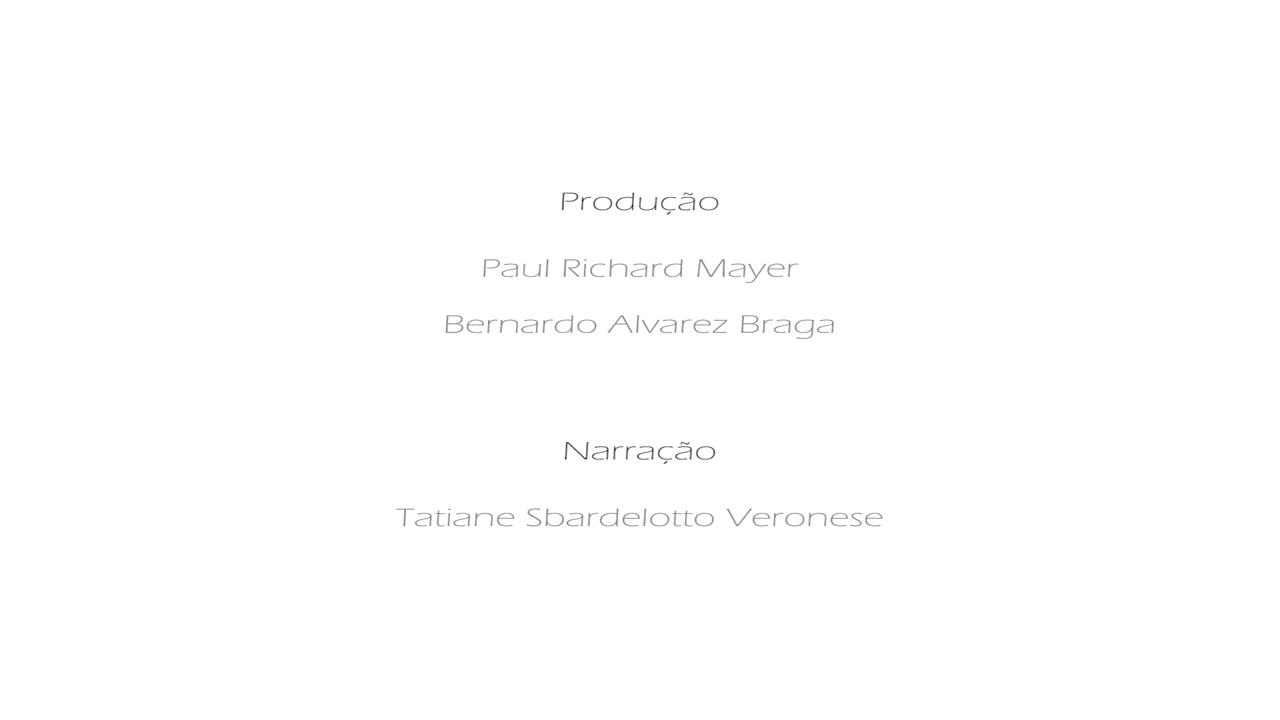 Produção
Paul Richard Mayer
Bernardo Alvarez Braga
Narração
Tatiane Sbardelotto Veronese